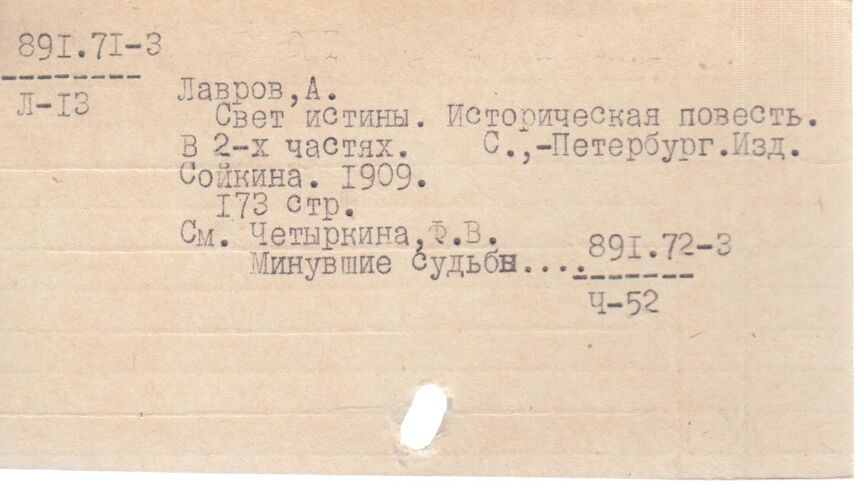 891.71-3
---------
Л-13
Лавров,А.
Свет истины. Историческая повесть.
В 2-х частях. С.,-Петербург.Изд.
Сойкина. 1909.
173 стр.
См. Четыркина,Ф.В.
Минувшие судьбы....
891.72-3
--------
Ч-52